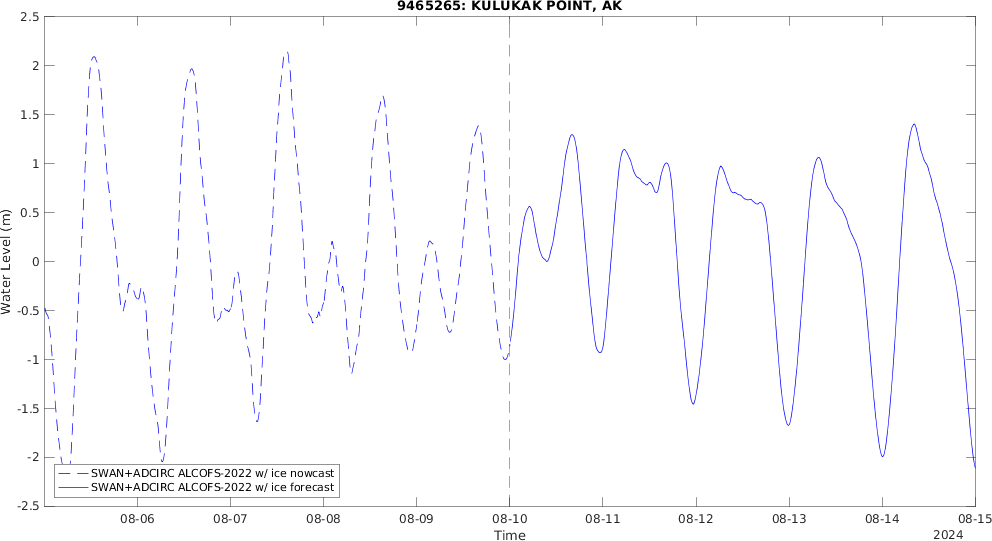 9465265: KULUKAK POINT, AK
2.5
2
1.5
1
0.5
0
-0.5
-1
-1.5
-2
-2.5
Water Level (m)
SWAN+ADCIRC ALCOFS-2022 w/ ice nowcast
SWAN+ADCIRC ALCOFS-2022 w/ ice forecast
08-06 08-07 08-08 08-09 08-10 08-11 08-12 08-13 08-14 08-15
Time
2024